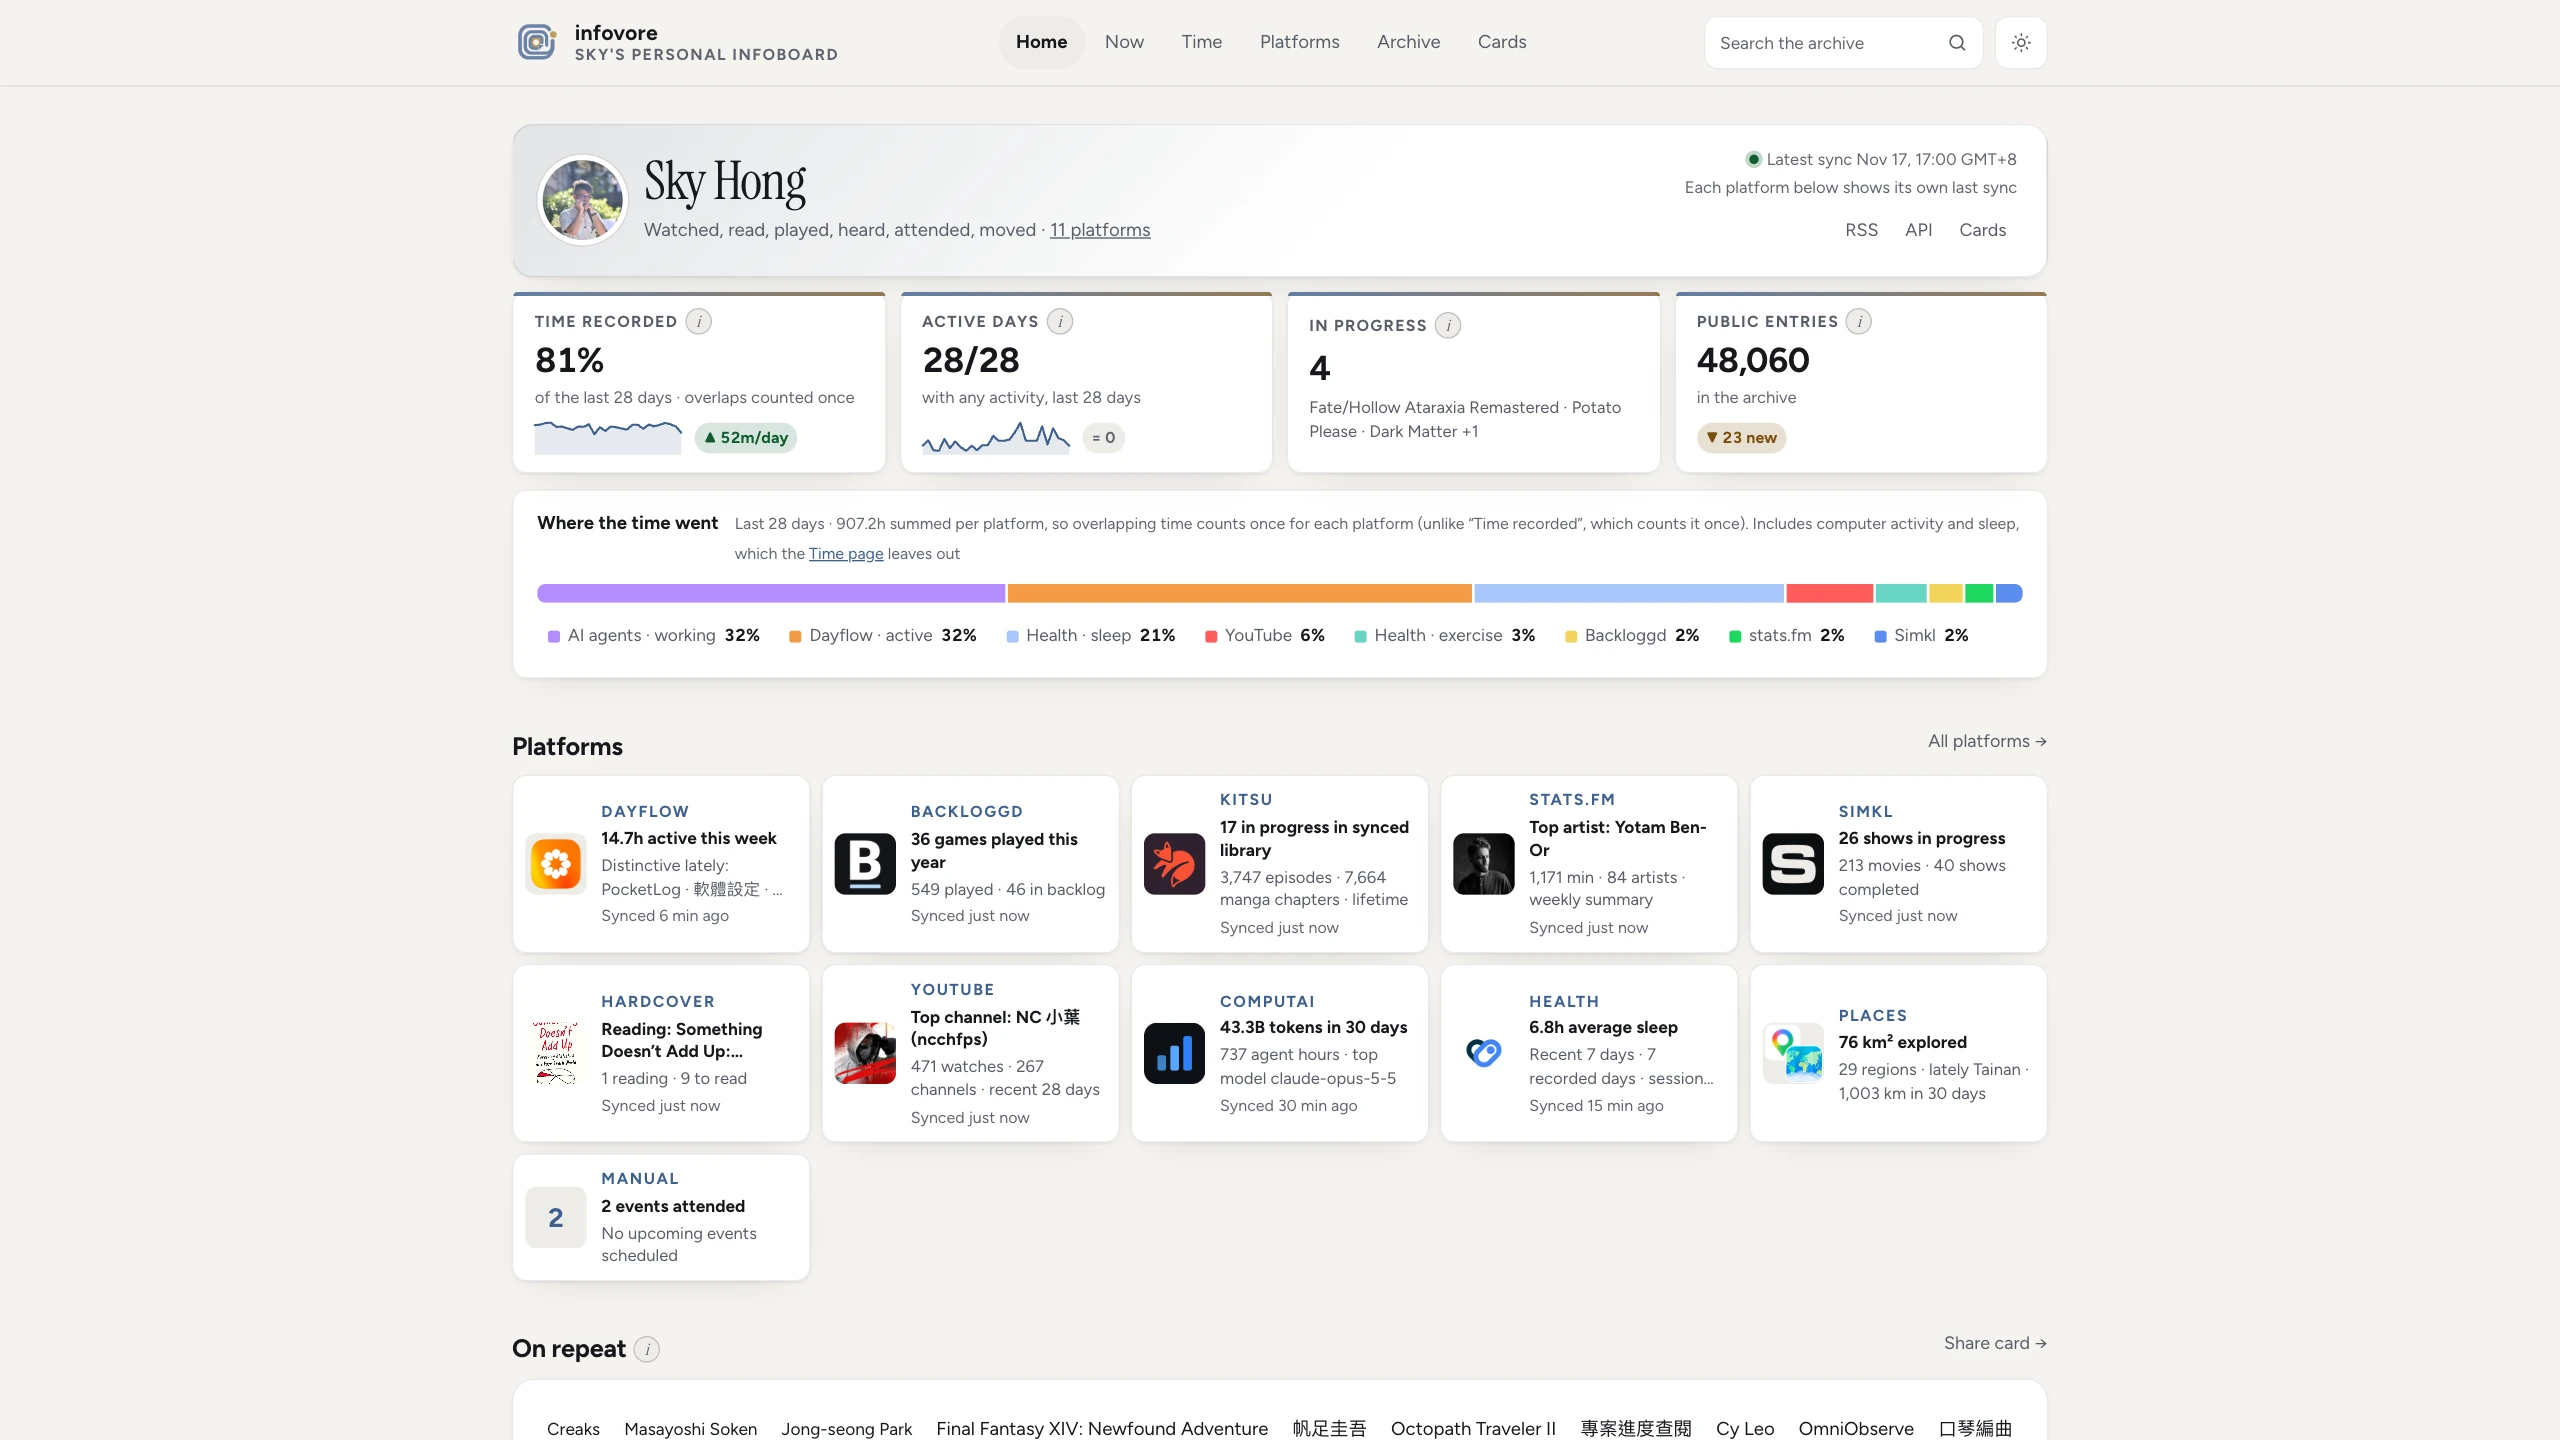 infovore
SKY'S PERSONAL INFOBOARD
Home
Now
Time
Platforms
Archive
Cards
Search the archive
Sky Hong
Watched, read, played, heard, attended, moved · 11 platforms
Latest sync Nov 17, 17:00 GMT+8
Each platform below shows its own last sync
RSS
API
Cards
TIME RECORDED i
81%
of the last 28 days · overlaps counted once
▲ 52m/day
ACTIVE DAYS i
28/28
with any activity, last 28 days
= 0
IN PROGRESS i
4
Fate/Hollow Ataraxia Remastered · Potato
Please · Dark Matter +1
PUBLIC ENTRIES i
48,060
in the archive
▼ 23 new
Where the time went
Last 28 days · 907.2h summed per platform, so overlapping time counts once for each platform (unlike “Time recorded”, which counts it once). Includes computer activity and sleep,
which the Time page leaves out
AI agents · working 32%
Dayflow · active 32%
Health · sleep 21%
YouTube 6%
Health · exercise 3%
Backloggd 2%
stats.fm 2%
Simkl 2%
Platforms
All platforms →
DAYFLOW
14.7h active this week
Distinctive lately:
PocketLog · 軟體設定 · ...
Synced 6 min ago
B
BACKLOGGD
36 games played this
year
549 played · 46 in backlog
Synced just now
KITSU
17 in progress in synced
library
3,747 episodes · 7,664
manga chapters · lifetime
Synced just now
STATS.FM
Top artist: Yotam Ben-
Or
1,171 min · 84 artists ·
weekly summary
Synced just now
S
SIMKL
26 shows in progress
213 movies · 40 shows
completed
Synced just now
Doesn't
Add Up
HARDCOVER
Reading: Something
Doesn’t Add Up:...
1 reading · 9 to read
Synced just now
YOUTUBE
Top channel: NC 小葉
(ncchfps)
471 watches · 267
channels · recent 28 days
Synced just now
COMPUTAI
43.3B tokens in 30 days
737 agent hours · top
model claude-opus-5-5
Synced 30 min ago
HEALTH
6.8h average sleep
Recent 7 days · 7
recorded days · session...
Synced 15 min ago
PLACES
76 km² explored
29 regions · lately Tainan ·
1,003 km in 30 days
2
MANUAL
2 events attended
No upcoming events
scheduled
On repeat i
Share card →
Creaks
Masayoshi Soken
Jong-seong Park
Final Fantasy XIV: Newfound Adventure
帆足圭吾
Octopath Traveler II
專案進度查閱
Cy Leo
OmniObserve
口琴編曲